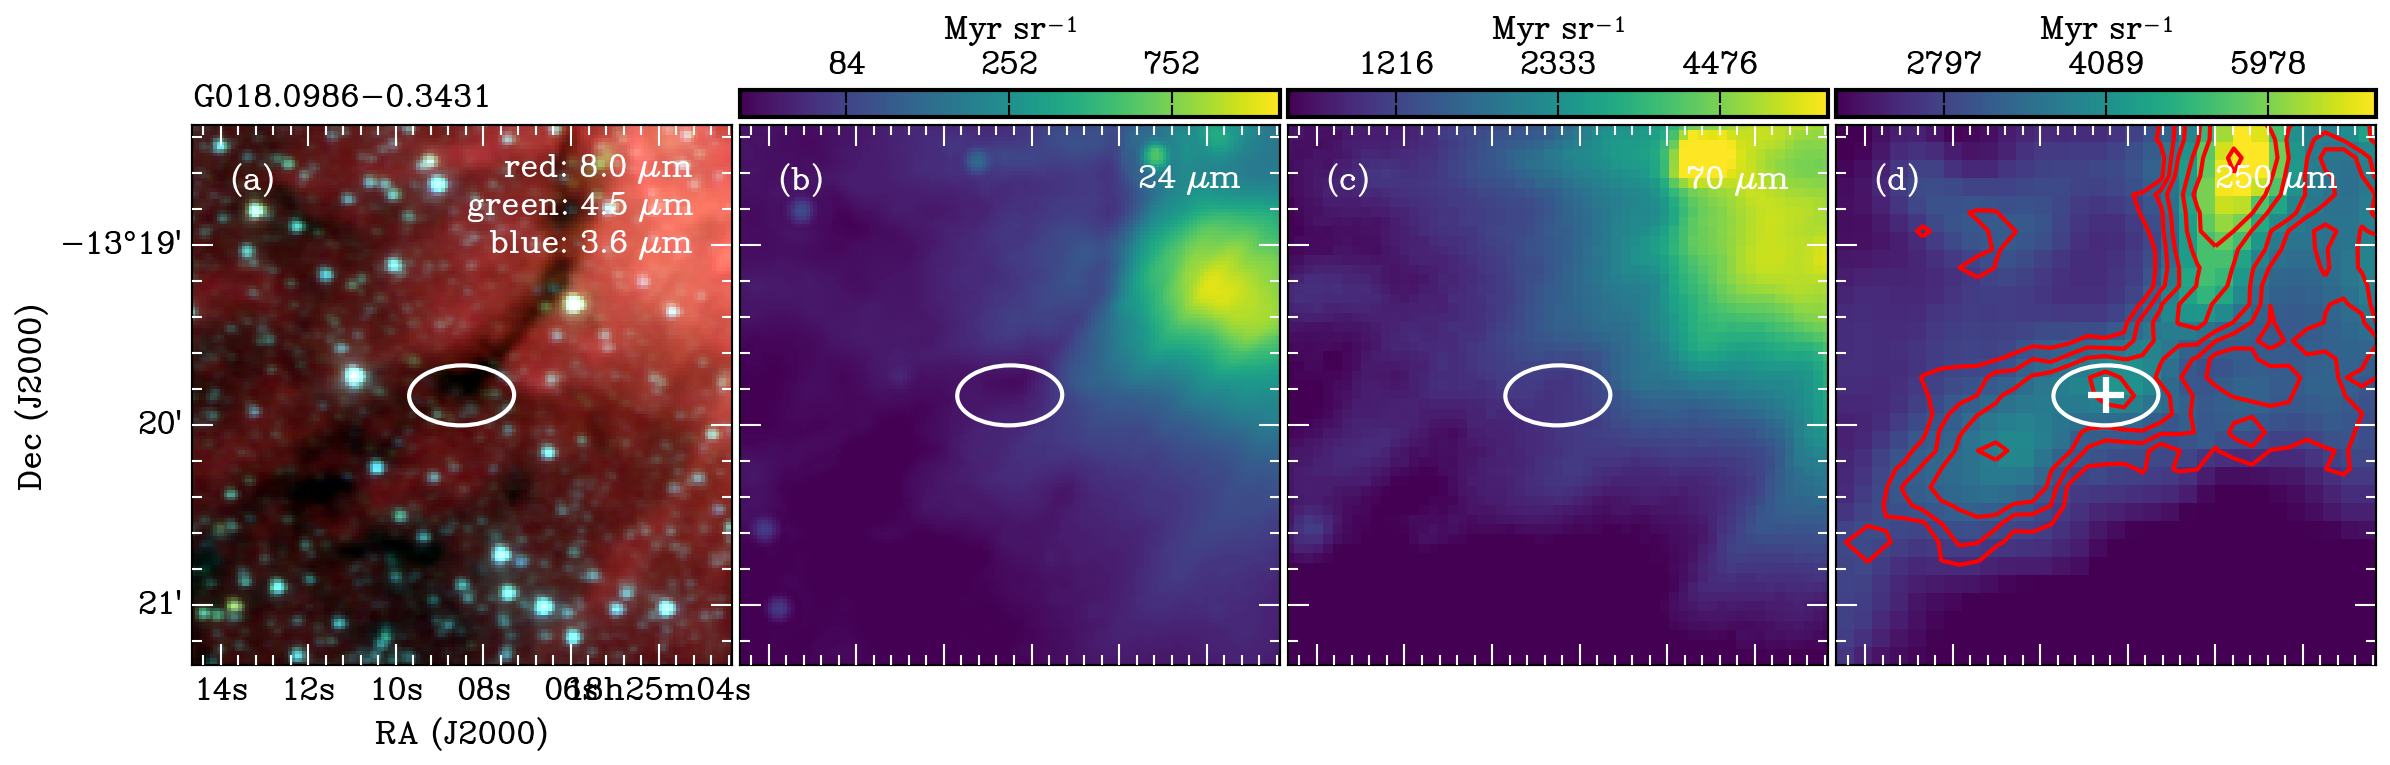 G018.0986−0.3431
Myr sr⁻¹
84 252 752
Myr sr⁻¹
1216 2333 4476
Myr sr⁻¹
2797 4089 5978
(a)
red: 8.0 μm
green: 4.5 μm
blue: 3.6 μm
(b)
24 μm
(c)
70 μm
(d)
250 μm
Dec (J2000)
−13°19'
20'
21'
14s 12s 10s 08s 06s 18h25m04s
RA (J2000)